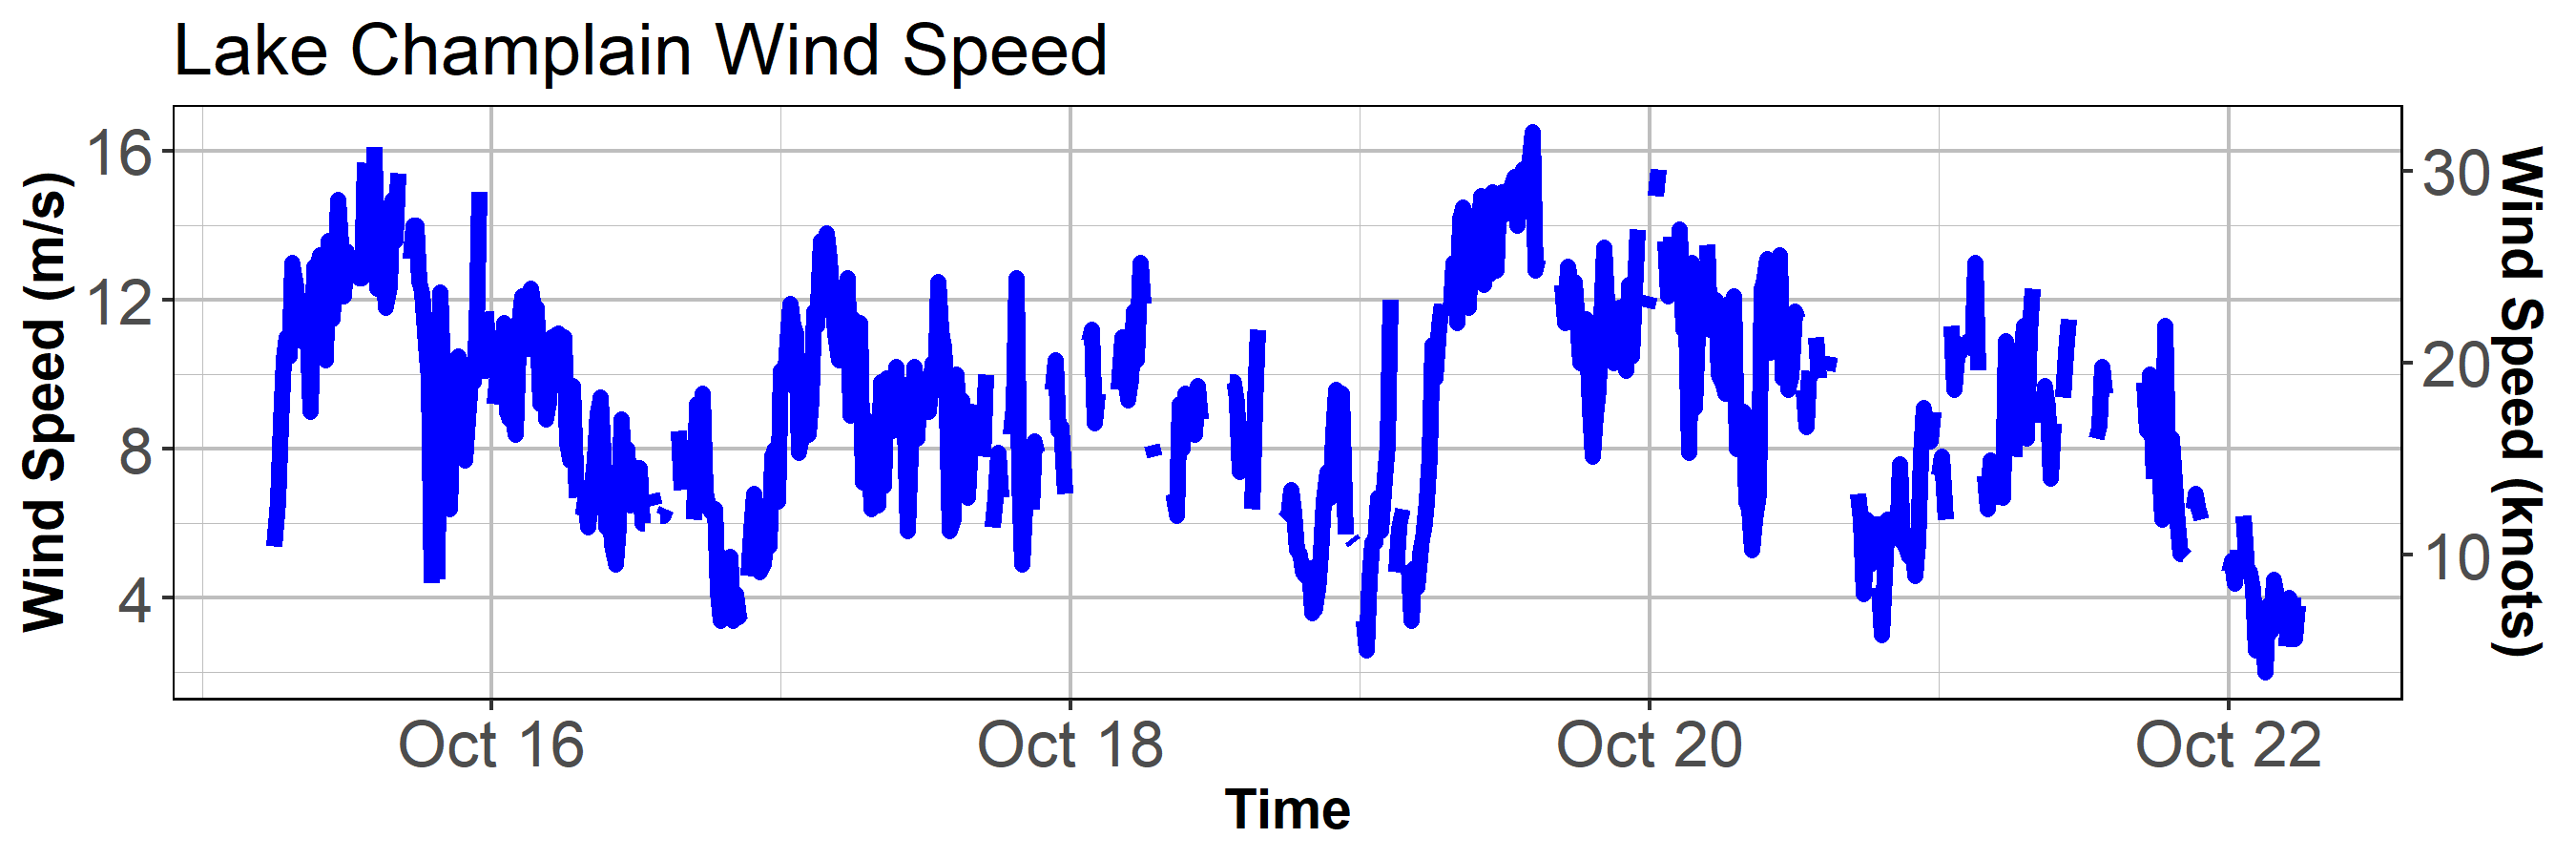 Lake Champlain Wind Speed
Wind Speed (m/s)
16
12
8
4
30
20
10
Wind Speed (knots)
Oct 16
Oct 18
Oct 20
Oct 22
Time